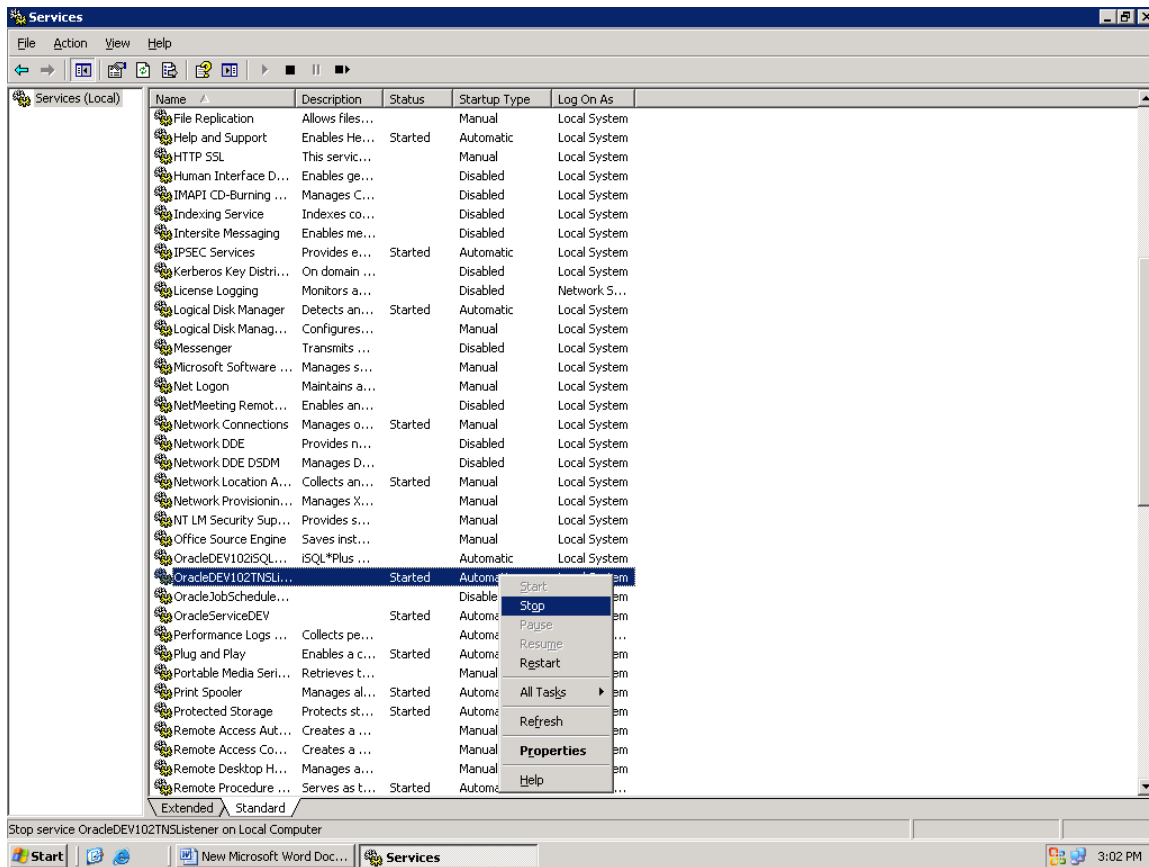 Services
File Action View Help
Services (Local)
Name Description Status Startup Type Log On As
File Replication Allows files... Manual Local System
Help and Support Enables He... Started Automatic Local System
HTTP SSL This servic... Manual Local System
Human Interface D... Enables ge... Disabled Local System
IMAPI CD-Burning ... Manages C... Disabled Local System
Indexing Service Indexes co... Disabled Local System
Intersite Messaging Enables me... Disabled Local System
IPSEC Services Provides e... Started Automatic Local System
Kerberos Key Distri... On domain ... Disabled Local System
License Logging Monitors a... Disabled Network S...
Logical Disk Manager Detects an... Started Automatic Local System
Logical Disk Manag... Configures... Manual Local System
Messenger Transmits ... Disabled Local System
Microsoft Software ... Manages s... Manual Local System
Net Logon Maintains a... Manual Local System
NetMeeting Remot... Enables an... Disabled Local System
Network Connections Manages o... Started Manual Local System
Network DDE Provides n... Disabled Local System
Network DDE DSDM Manages D... Disabled Local System
Network Location A... Collects an... Started Manual Local System
Network Provisionin... Manages X... Manual Local System
NT LM Security Sup... Provides s... Manual Local System
Office Source Engine Saves inst... Manual Local System
OracleDEV102iSQL... iSQL*Plus ... Automatic Local System
OracleDEV102TNSLi... Started Automa
OracleJobSchedule... Disable em
OracleServiceDEV Started Automa em
Performance Logs ... Collects pe... Automa ...
Plug and Play Enables a c... Started Automa em
Portable Media Seri... Retrieves t... Manual em
Print Spooler Manages al... Started Automa em
Protected Storage Protects st... Started Automa em
Remote Access Aut... Creates a ... Manual em
Remote Access Co... Creates a ... Manual em
Remote Desktop H... Manages a... Manual em
Remote Procedure ... Serves as t... Started Automa ...
Start
Stop
Pause
Resume
Restart
All Tasks
Refresh
Properties
Help
Extended Standard
Stop service OracleDEV102TNSListener on Local Computer
Start New Microsoft Word Doc... Services 3:02 PM